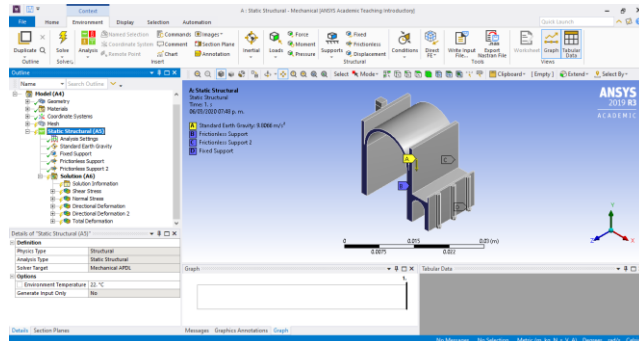 Context
A : Static Structural - Mechanical [ANSYS Academic Teaching Introductory]
File Home Environment Display Selection Automation
Quick Launch
Duplicate Q
Outline
Solve
Solver
Analysis
Named Selection Commands Images
Coordinate System Comment Section Plane
Remote Point Chart Annotation
Insert
Inertial Loads
Force Fixed
Moment Frictionless
Pressure Displacement
Supports Conditions Direct FE
Structural
Write Input File... Export Nastran File
Tools
Worksheet Graph Tabular Data
Views
Outline
Name Search Outline
Select Mode Clipboard [Empty] Extend Select By
Model (A4)
Geometry
Materials
Coordinate Systems
Mesh
Static Structural (A5)
Analysis Settings
Standard Earth Gravity
Fixed Support
Frictionless Support
Frictionless Support 2
Solution (A6)
Solution Information
Shear Stress
Normal Stress
Directional Deformation
Directional Deformation 2
Total Deformation
Details of "Static Structural (A5)"
Definition
Physics Type Structural
Analysis Type Static Structural
Solver Target Mechanical APDL
Options
Environment Temperature 22. °C
Generate Input Only No
Details Section Planes
A: Static Structural
Static Structural
Time: 1. s
A Standard Earth Gravity: 9.8066 m/s²
B Frictionless Support
C Frictionless Support 2
D Fixed Support
ANSYS
2019 R3
ACADEMIC
A
C
Y
X
0 0.015 0.03 (m)
0.0075 0.022
Graph
Tabular Data
1.
Messages Graphics Annotations Graph
No Messages No Selection